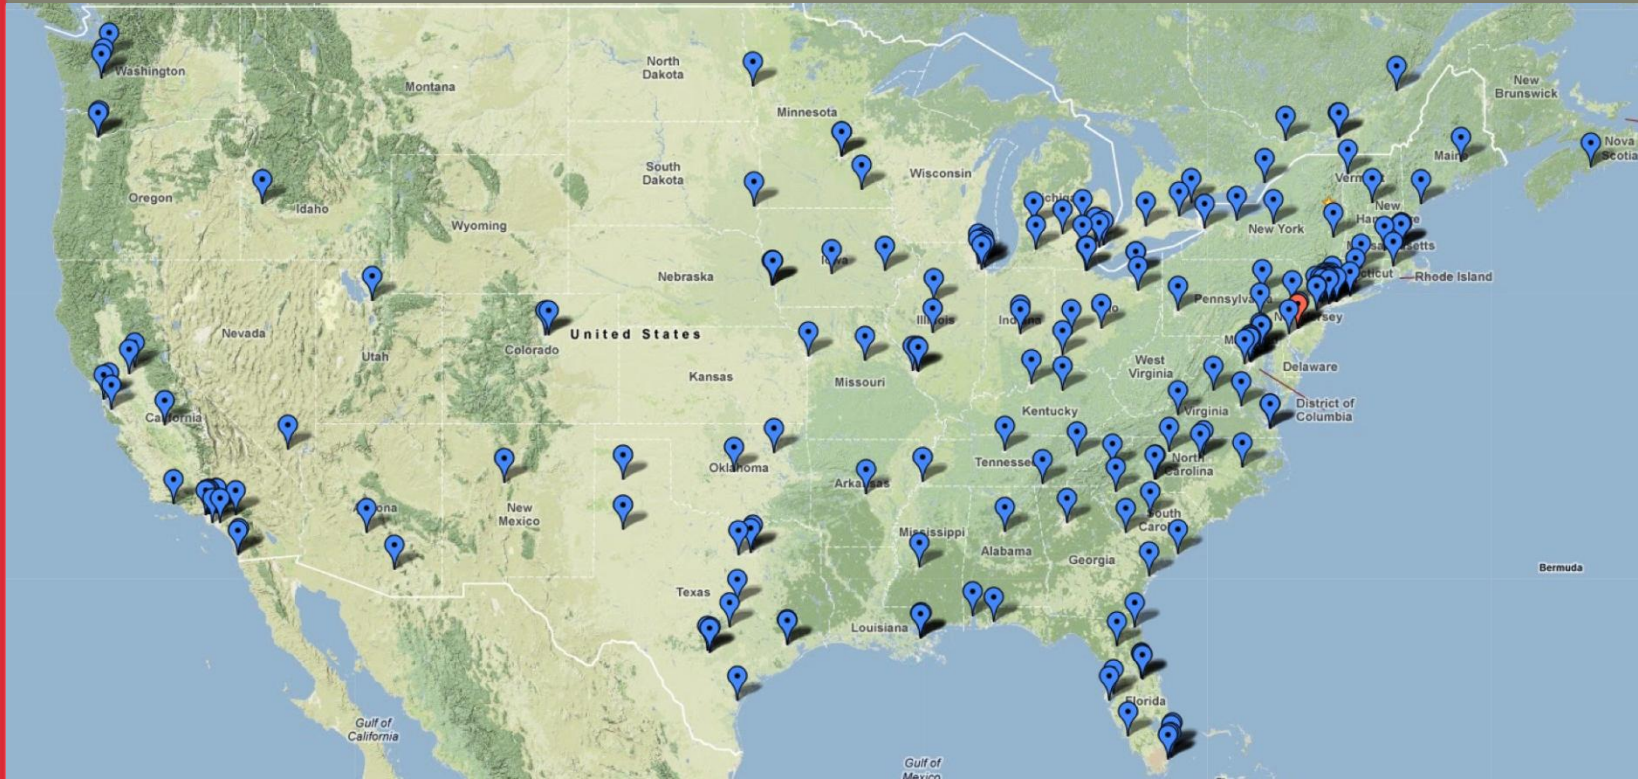 Washington
Montana
North
Dakota
Minnesota
New
Brunswick
Nova
Scotia
Maine
Oregon
Idaho
South
Dakota
Wisconsin
Wyoming
New York
New
Nebraska
Rhode Island
Nevada
Utah
Colorado
United States
Kansas
Missouri
West
Virginia
Delaware
Kentucky
Virginia
District of
Columbia
California
Oklahoma
Arkansas
Tennessee
North
Carolina
New
Mexico
Mississippi
Alabama
Georgia
South
Texas
Louisiana
Florida
Bermuda
Gulf of
California
Gulf of
Mexico